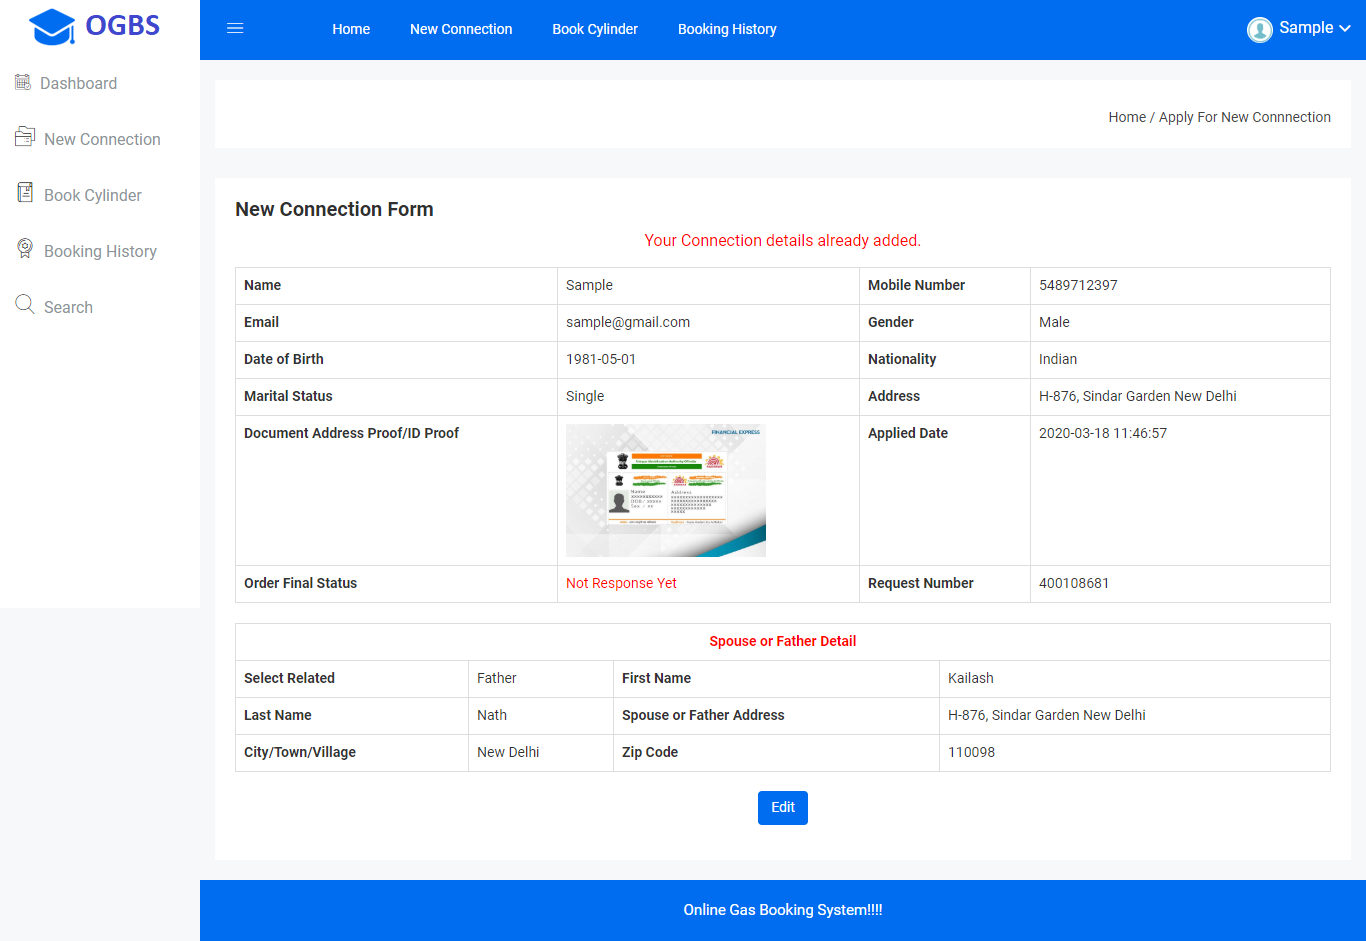 OGBS
Home New Connection Book Cylinder Booking History
Sample
Dashboard
New Connection
Book Cylinder
Booking History
Search
Home / Apply For New Connnection
New Connection Form
Your Connection details already added.
Name Sample Mobile Number 5489712397
Email sample@gmail.com Gender Male
Date of Birth 1981-05-01 Nationality Indian
Marital Status Single Address H-876, Sindar Garden New Delhi
Document Address Proof/ID Proof Applied Date 2020-03-18 11:46:57
FINANCIAL EXPRESS
Name
Address
Order Final Status Not Response Yet Request Number 400108681
Spouse or Father Detail
Select Related Father First Name Kailash
Last Name Nath Spouse or Father Address H-876, Sindar Garden New Delhi
City/Town/Village New Delhi Zip Code 110098
Edit
Online Gas Booking System!!!!